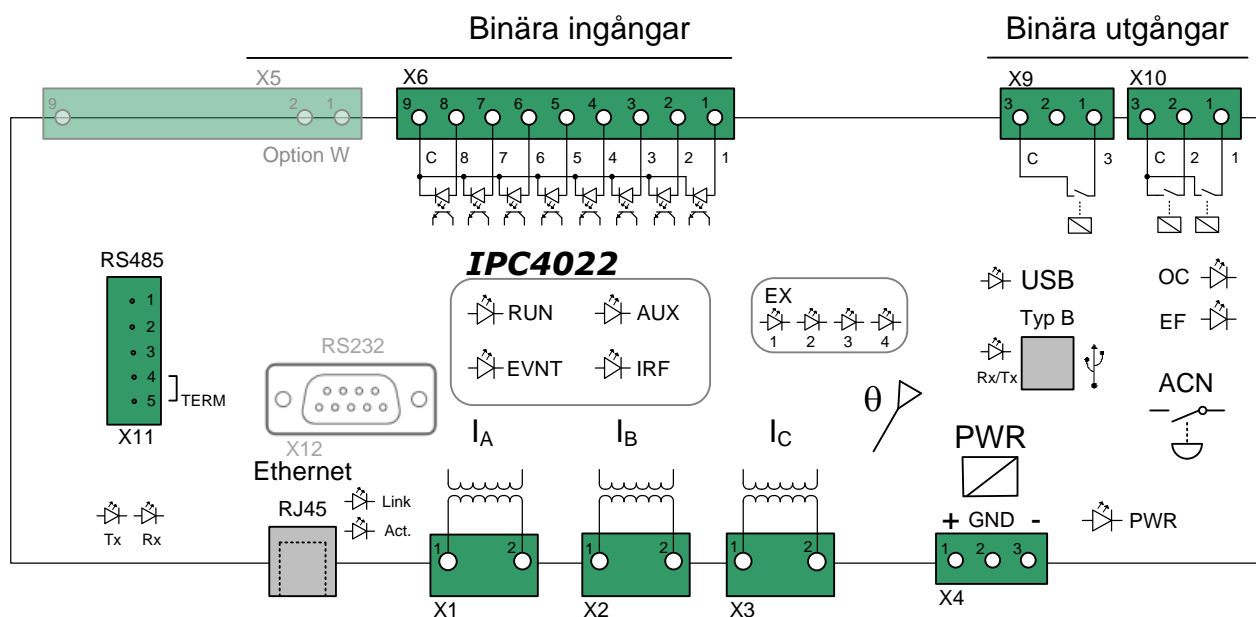 Binära ingångar
Binära utgångar
X5
X6
X9
X10
9 2 1
9 8 7 6 5 4 3 2 1
3 2 1
3 2 1
Option W
C 8 7 6 5 4 3 2 1
C 3
C 2 1
RS485
1
2
3
4
5
TERM
X11
IPC4022
RUN
AUX
EVNT
IRF
EX
1 2 3 4
USB
Typ B
Rx/Tx
OC
EF
ACN
RS232
X12
θ
Ethernet
RJ45
Link
Act.
Tx Rx
IA
IB
IC
1 2
1 2
1 2
X1
X2
X3
PWR
+ GND -
1 2 3
X4
PWR